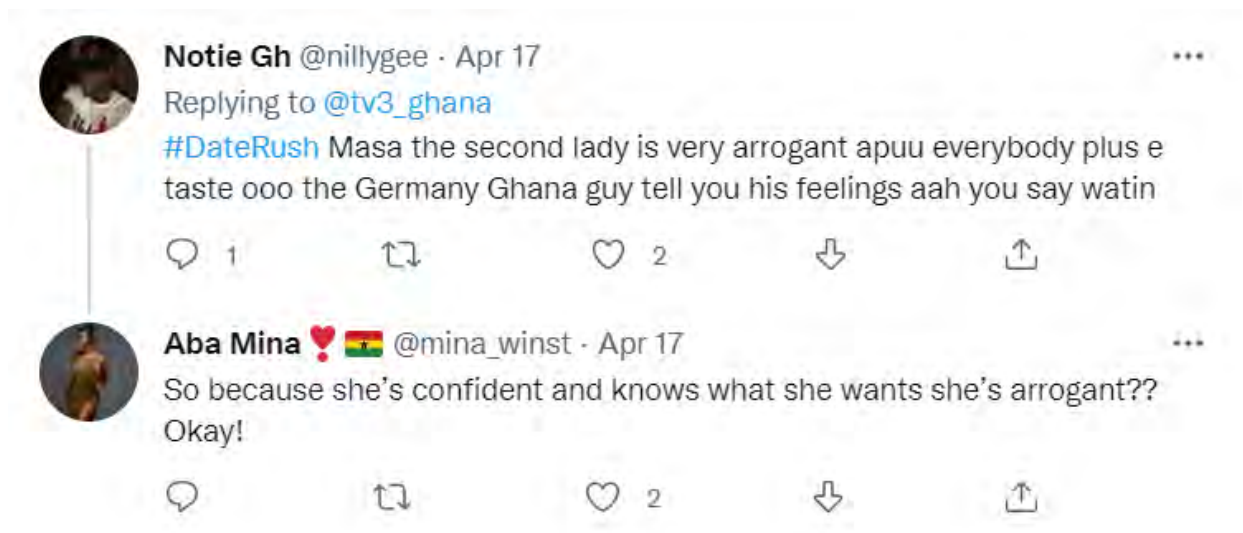 Notie Gh @nillygee · Apr 17
Replying to @tv3_ghana
#DateRush Masa the second lady is very arrogant apuu everybody plus e
taste ooo the Germany Ghana guy tell you his feelings aah you say watin
1 2
Aba Mina❣️🇬🇭 @mina_winst · Apr 17
So because she's confident and knows what she wants she's arrogant??
Okay!
2